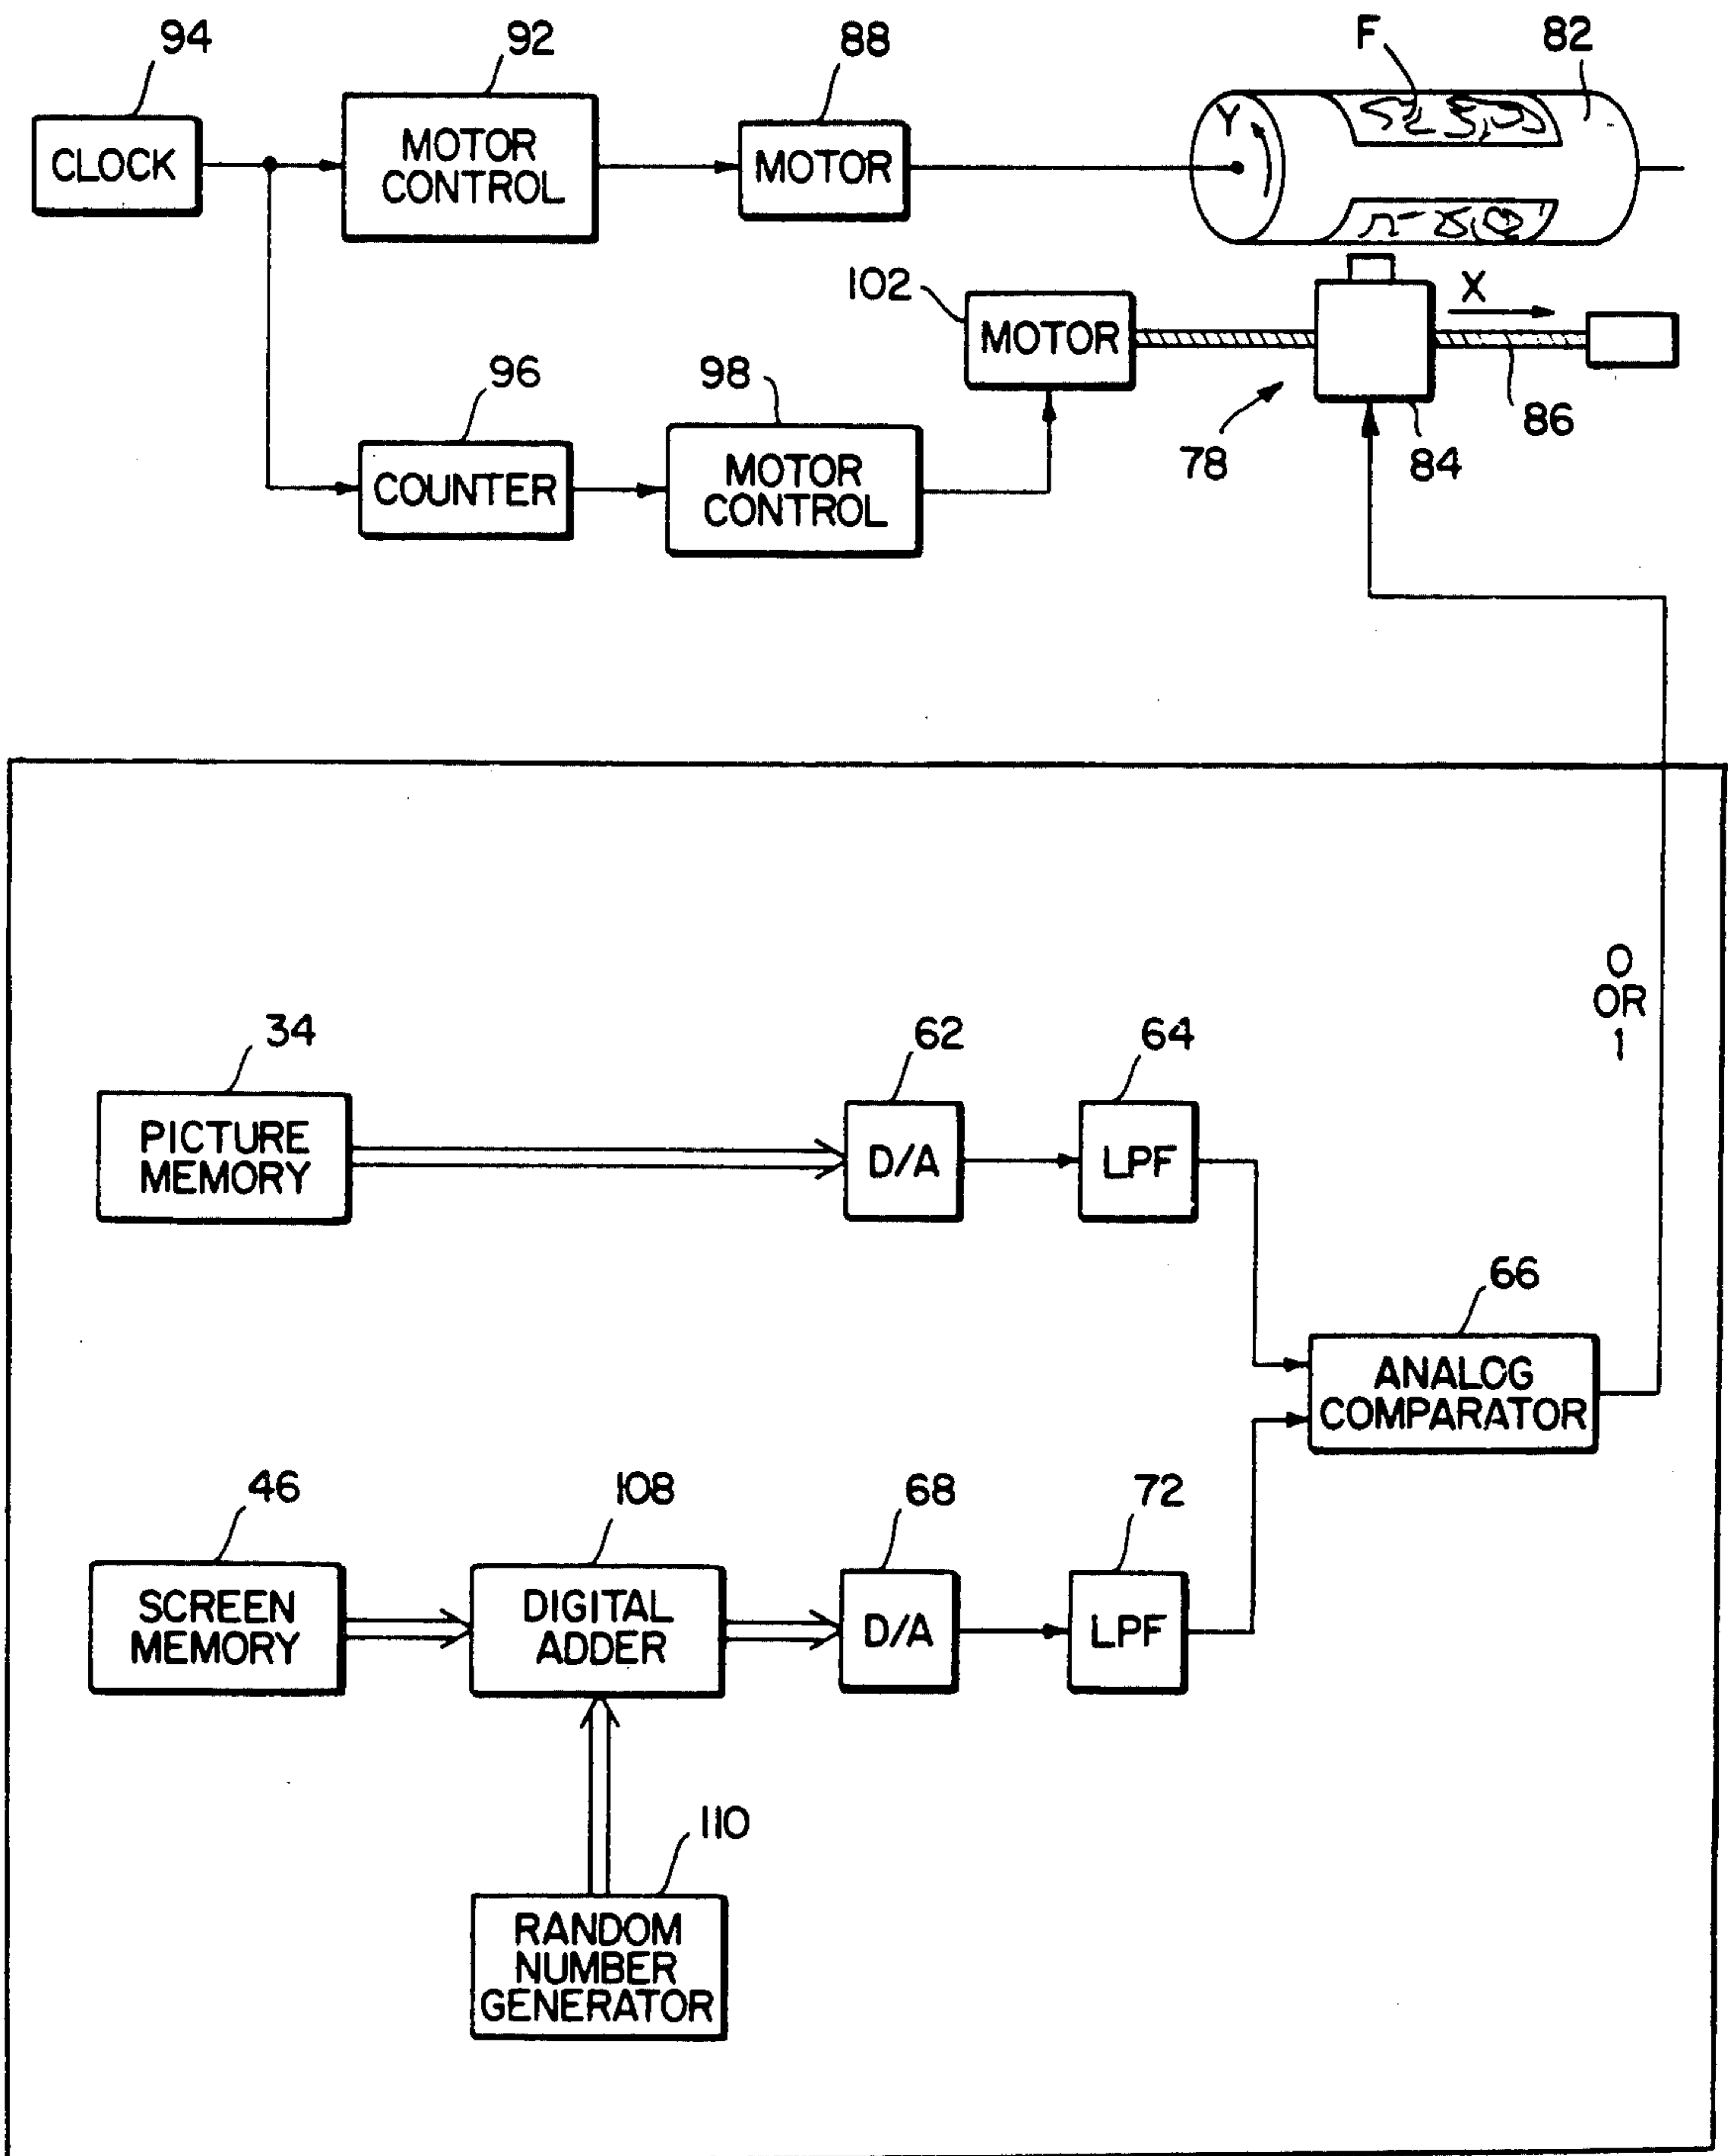 94
92
88
F
82
CLOCK
MOTOR
CONTROL
MOTOR
Y
102
MOTOR
X
96
98
COUNTER
MOTOR
CONTROL
78
84
86
0
OR
1
34
62
64
PICTURE
MEMORY
D/A
LPF
66
ANALOG
COMPARATOR
46
108
68
72
SCREEN
MEMORY
DIGITAL
ADDER
D/A
LPF
110
RANDOM
NUMBER
GENERATOR